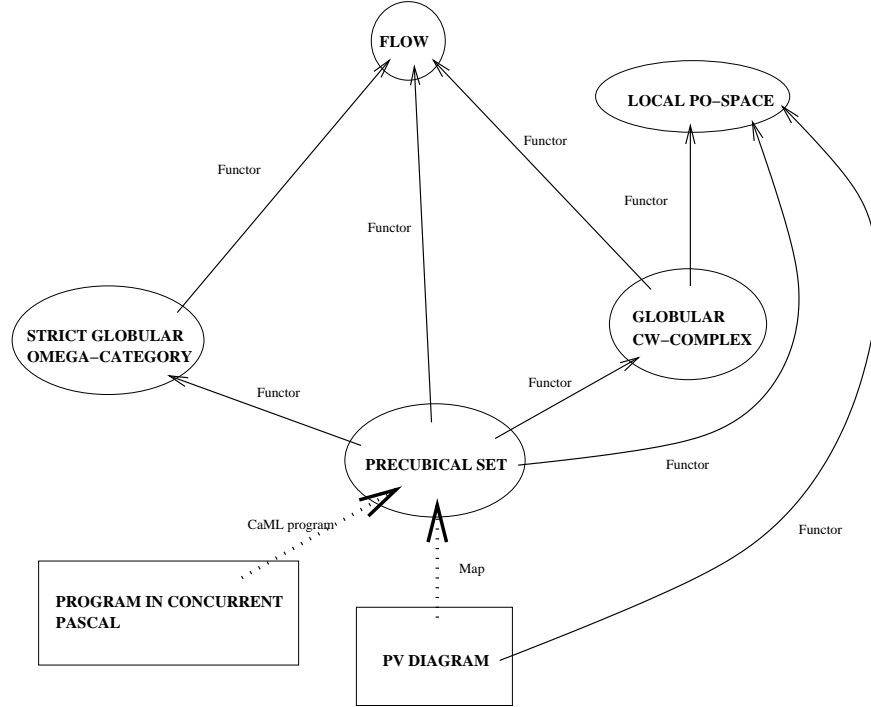 FLOW
LOCAL PO−SPACE
Functor
Functor
Functor
Functor
GLOBULAR
CW−COMPLEX
STRICT GLOBULAR
OMEGA−CATEGORY
Functor
Functor
PRECUBICAL SET
Functor
CaML program
Functor
Map
PROGRAM IN CONCURRENT
PASCAL
PV DIAGRAM